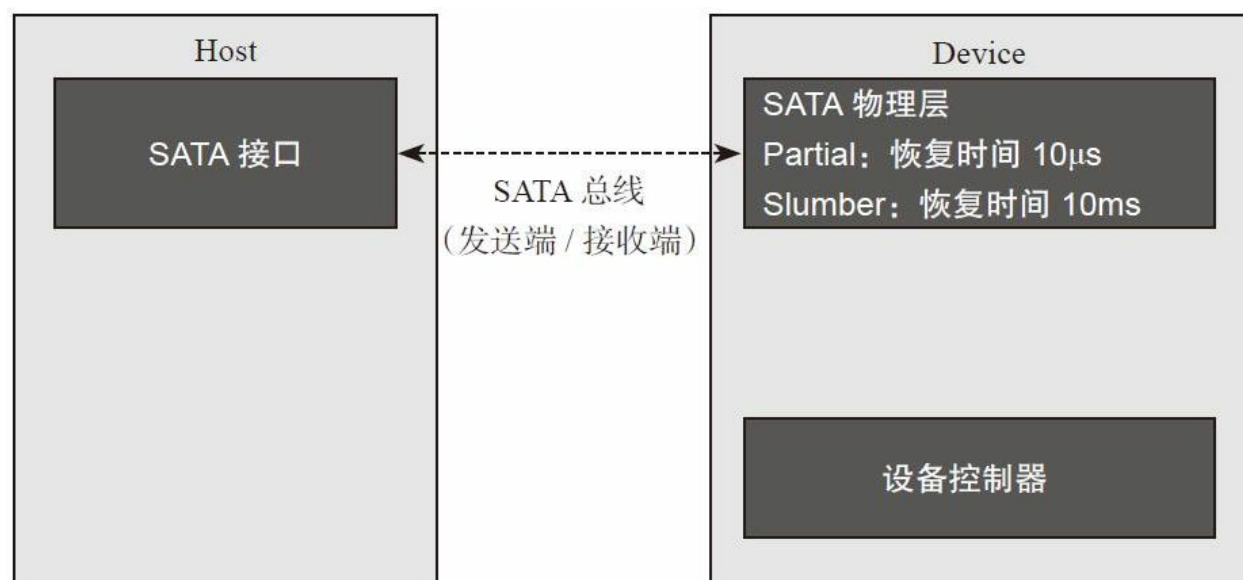 Host
SATA 接口
SATA 总线
（发送端 / 接收端）
Device
SATA 物理层
Partial：恢复时间 10μs
Slumber：恢复时间 10ms
设备控制器